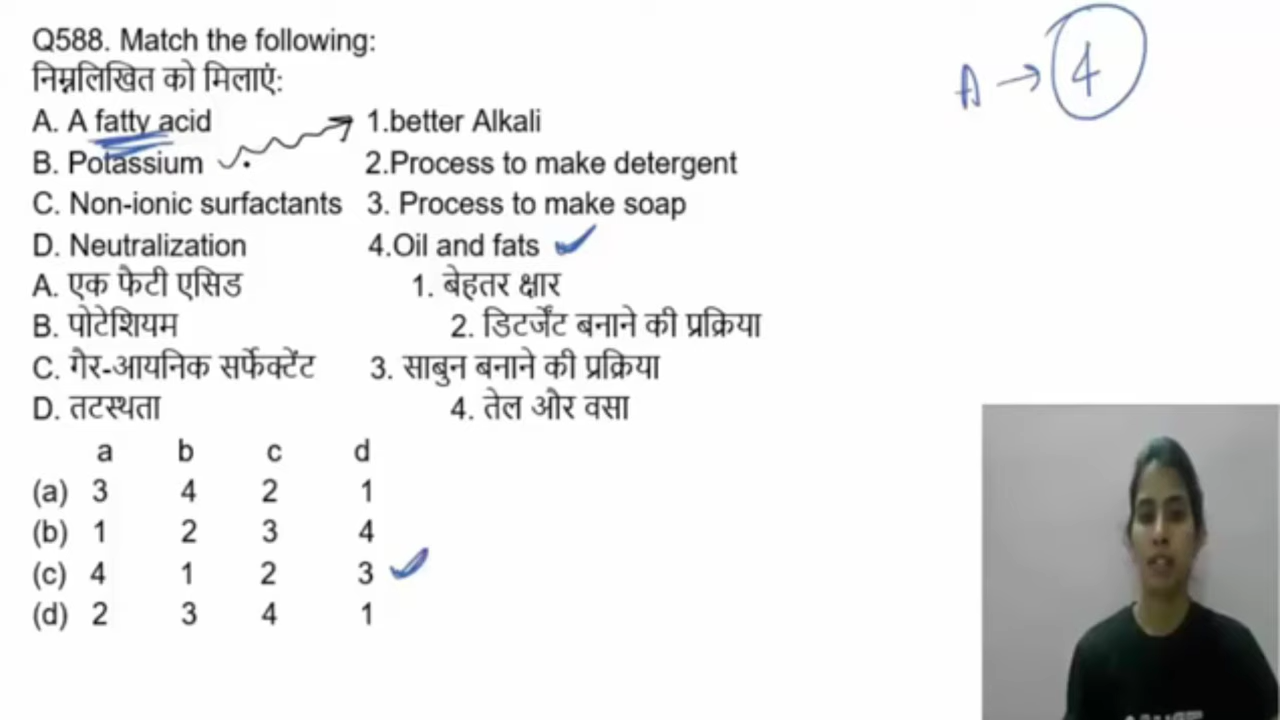 Q588. Match the following:
निम्नलिखित को मिलाएं:
A. A fatty acid 1.better Alkali
B. Potassium 2.Process to make detergent
C. Non-ionic surfactants 3. Process to make soap
D. Neutralization 4.Oil and fats
A. एक फेटी एसिड 1. बेहतर क्षार
B. पोटेशियम 2. डिटर्जेंट बनाने की प्रक्रिया
C. गैर-आयनिक सर्फेक्टेंट 3. साबुन बनाने की प्रक्रिया
D. तटस्थता 4. तेल और वसा
a b c d
(a) 3 4 2 1
(b) 1 2 3 4
(c) 4 1 2 3
(d) 2 3 4 1
A → 4